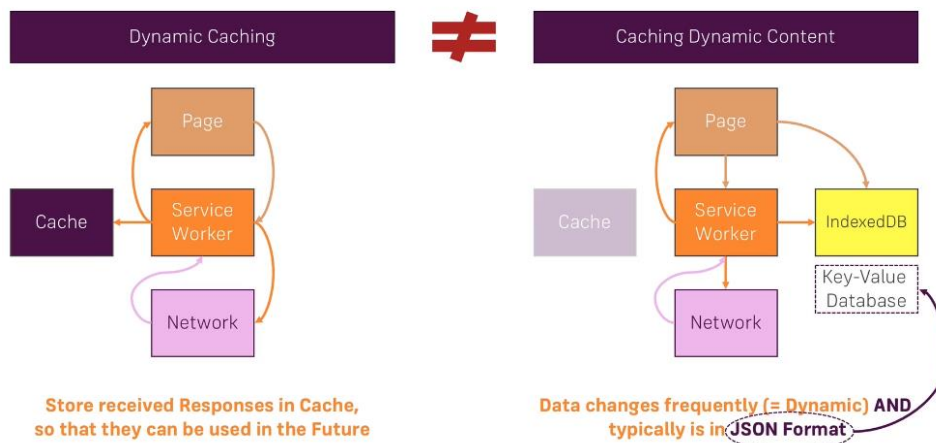 Dynamic Caching
≠
Caching Dynamic Content
Page
Cache
Service
Worker
Network
Store received Responses in Cache,
so that they can be used in the Future
Page
Cache
Service
Worker
IndexedDB
Key-Value
Database
Network
Data changes frequently (= Dynamic) AND
typically is in JSON Format